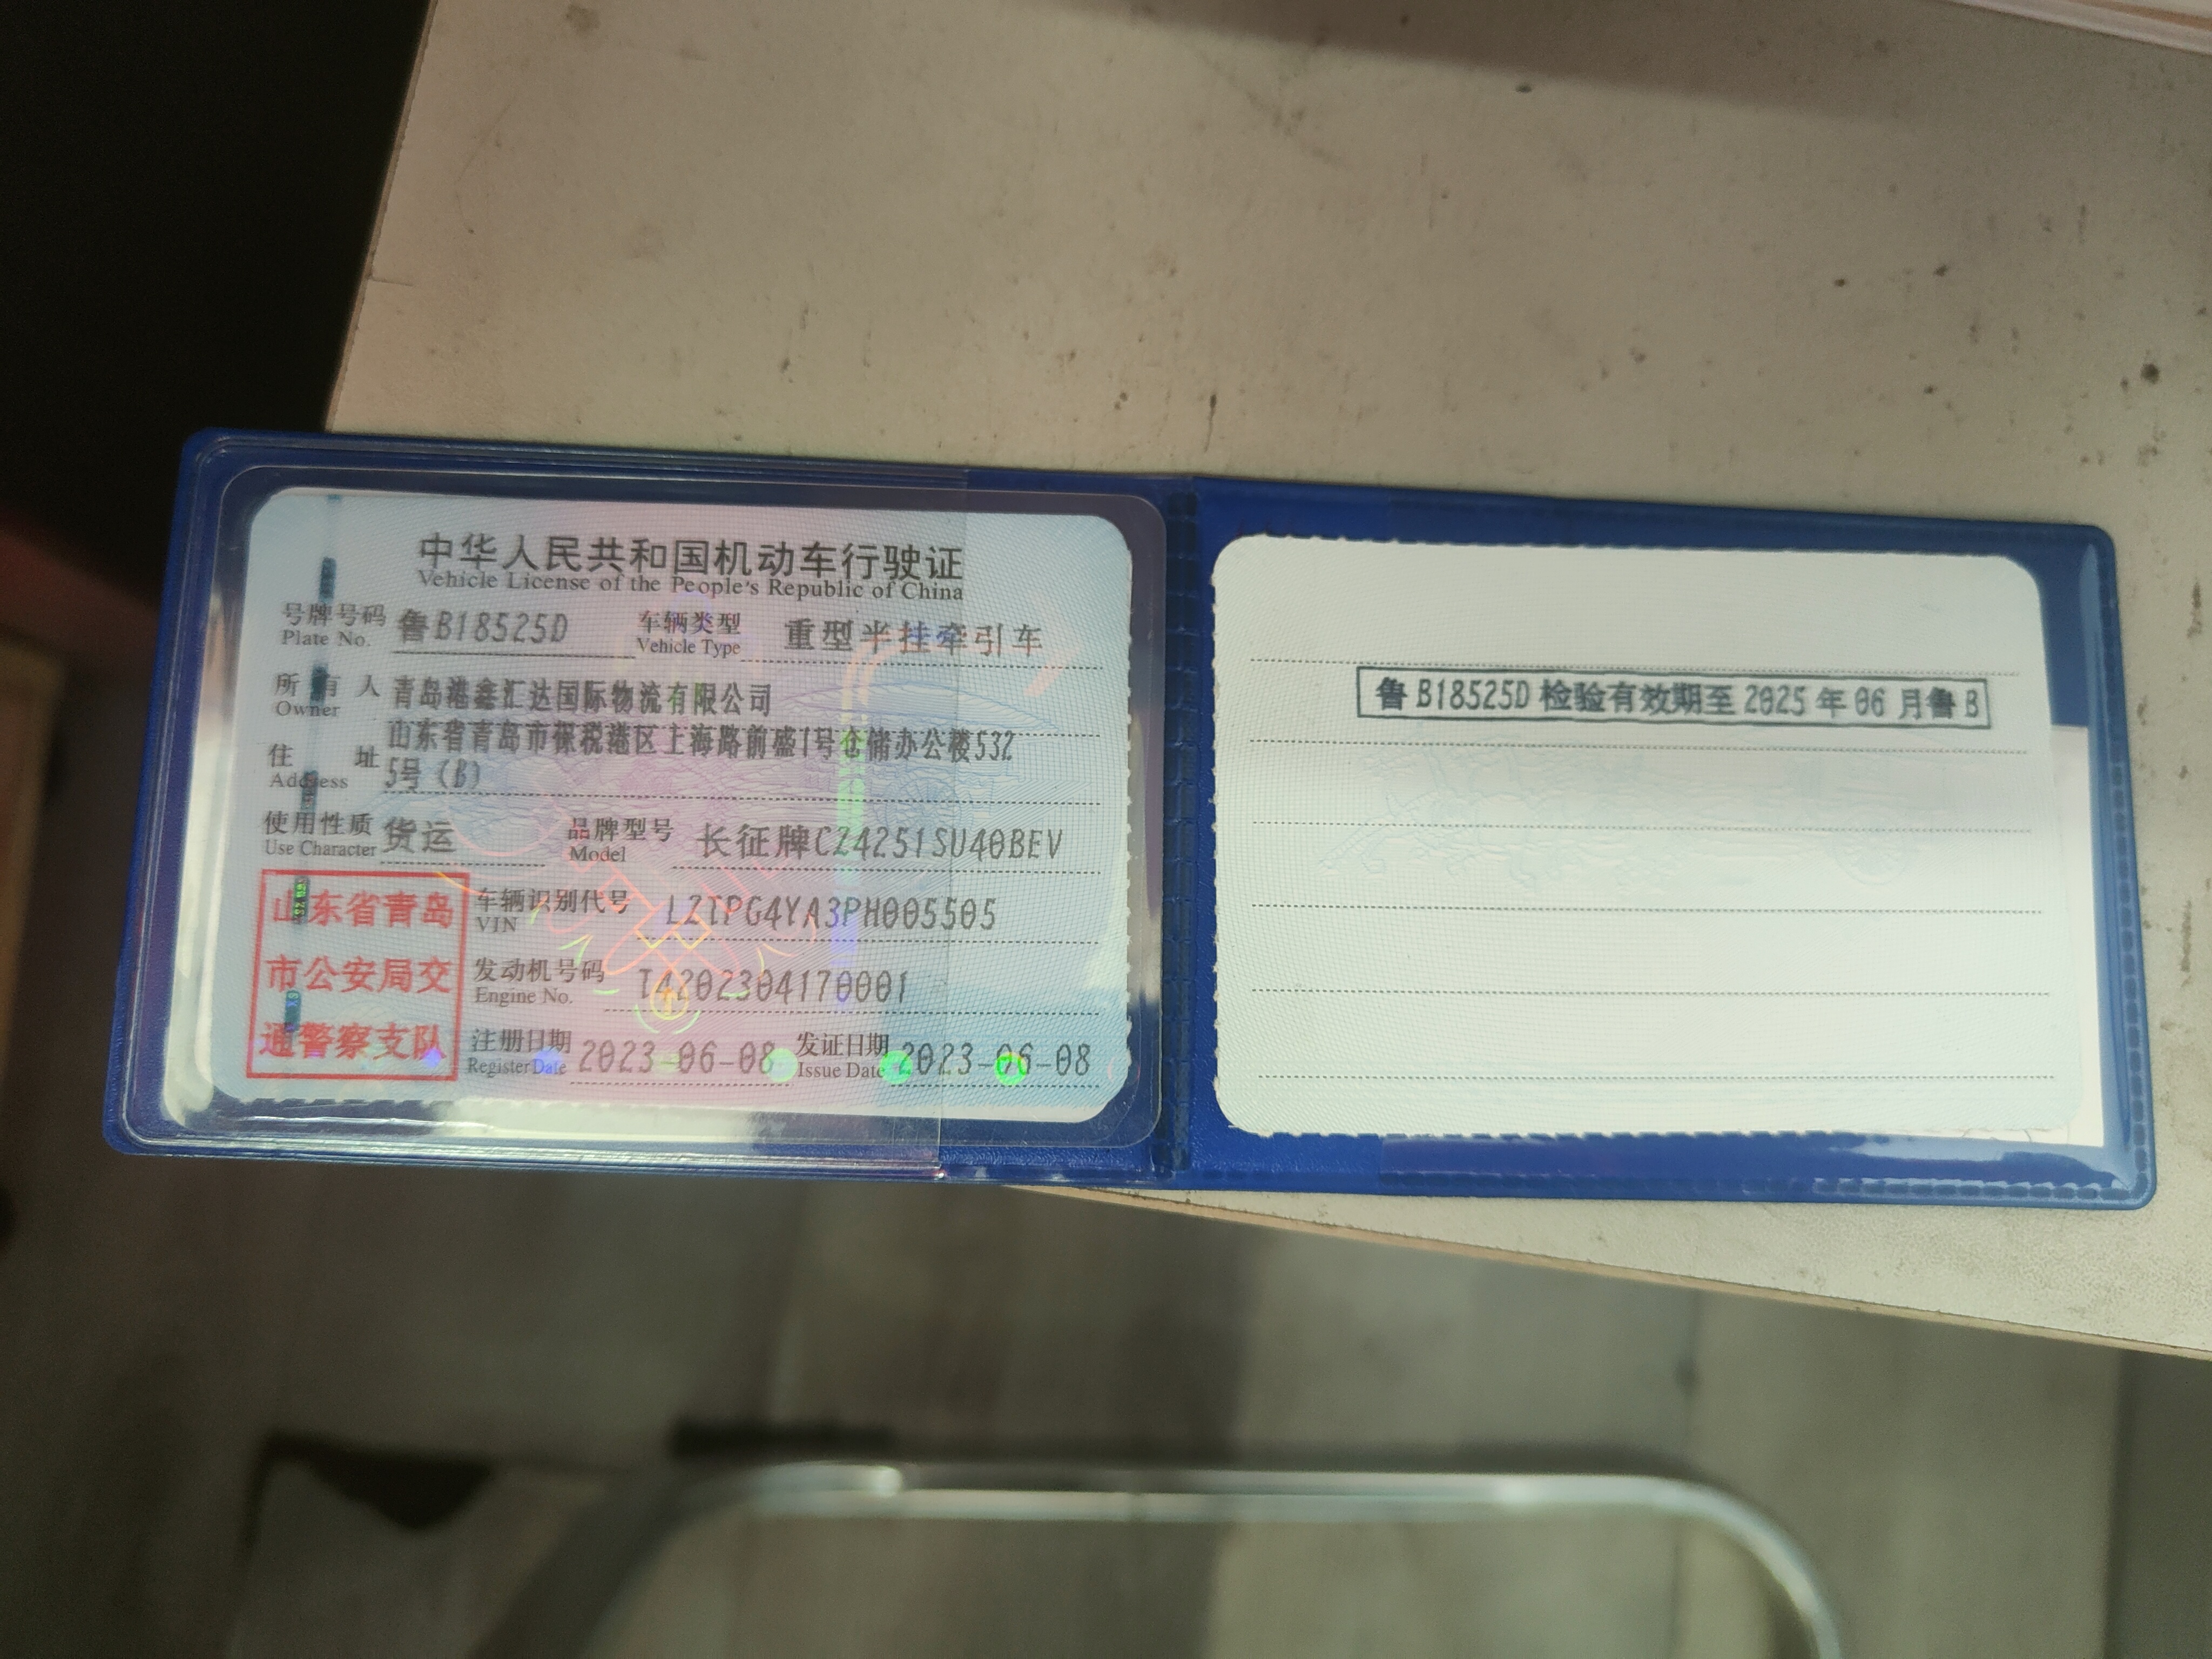 中华人民共和国机动车行驶证
Vehicle License of the People's Republic of China
号牌号码 鲁B18525D 车辆类型 重型半挂牵引车
Plate No. Vehicle Type
所有人 青岛港鑫汇达国际物流有限公司
Owner
山东省青岛市保税港区上海路前盛1号仓储办公楼532
住址 5号(B)
Address
使用性质 货运 品牌型号 长征牌CZ4251SU40BEV
Use Character Model
山东省青岛
市公安局交
通警察支队
车辆识别代号 LZTPG4YA3PH005505
VIN
发动机号码 T4202304170001
Engine No.
注册日期 2023-06-08 发证日期 2023-06-08
Register Date Issue Date
鲁B18525D检验有效期至2025年06月鲁B